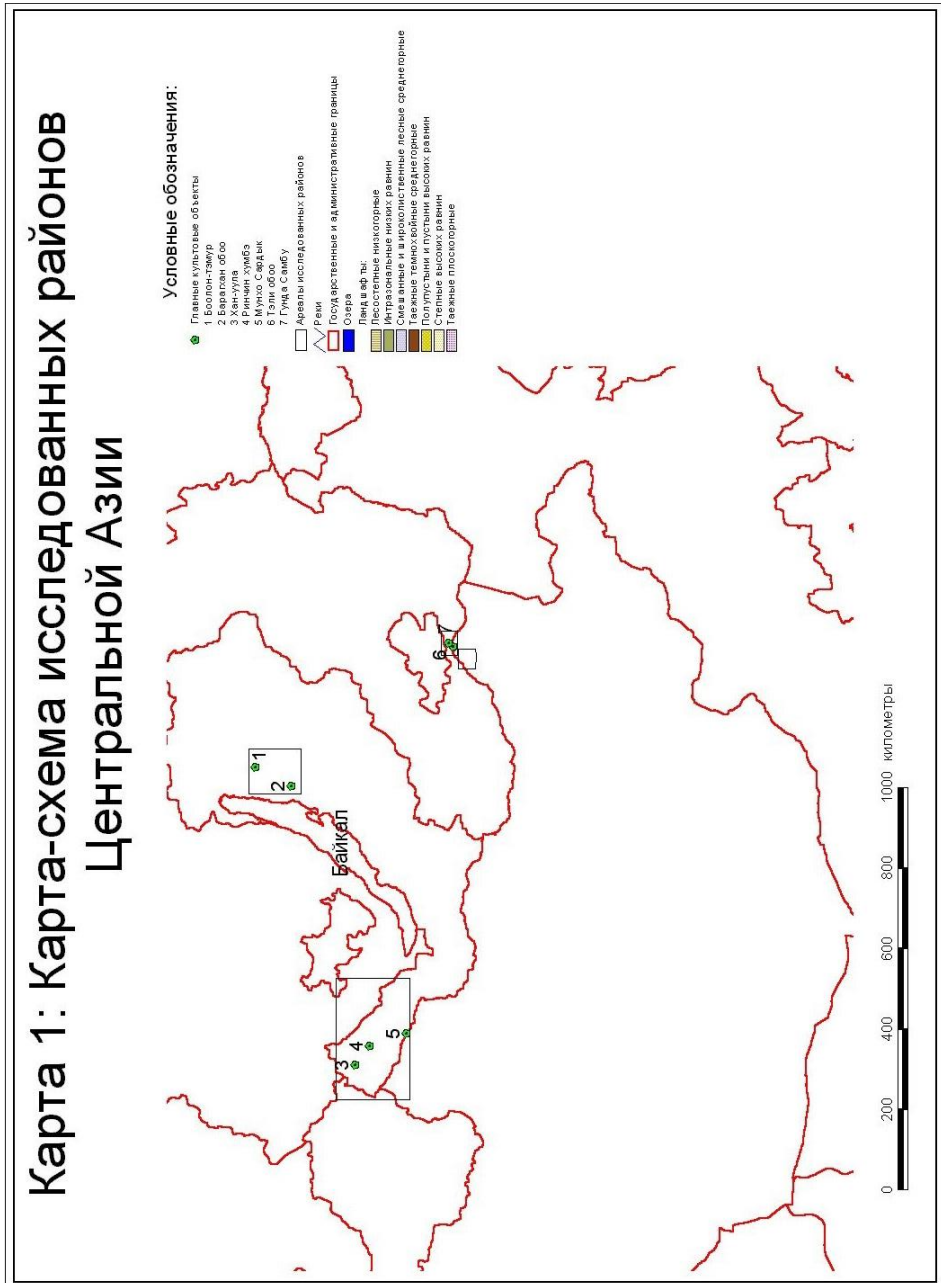 Карта 1: Карта-схема исследованных районов
Центральной Азии
Условные обозначения:
Главные культовые объекты
1 Боолон-тэмур
2 Барагхан обоо
3 Хан-уула
4 Ринчин хумбэ
5 Мунхо Сардык
6 Тэли обоо
7 Гунда Самбу
Ареалы исследованных районов
Реки
Государственные и административные границы
Озера
Ландшафты:
Лесостепные низкогорные
Интразональные низких равнин
Смешанные и широколиственные лесные среднегорные
Таежные темнохвойные среднегорные
Полупустыни и пустыни высоких равнин
Степные высоких равнин
Таежные плоскогорные
1
2
Байкал
3
4
5
6
7
0 200 400 600 800 1000 километры